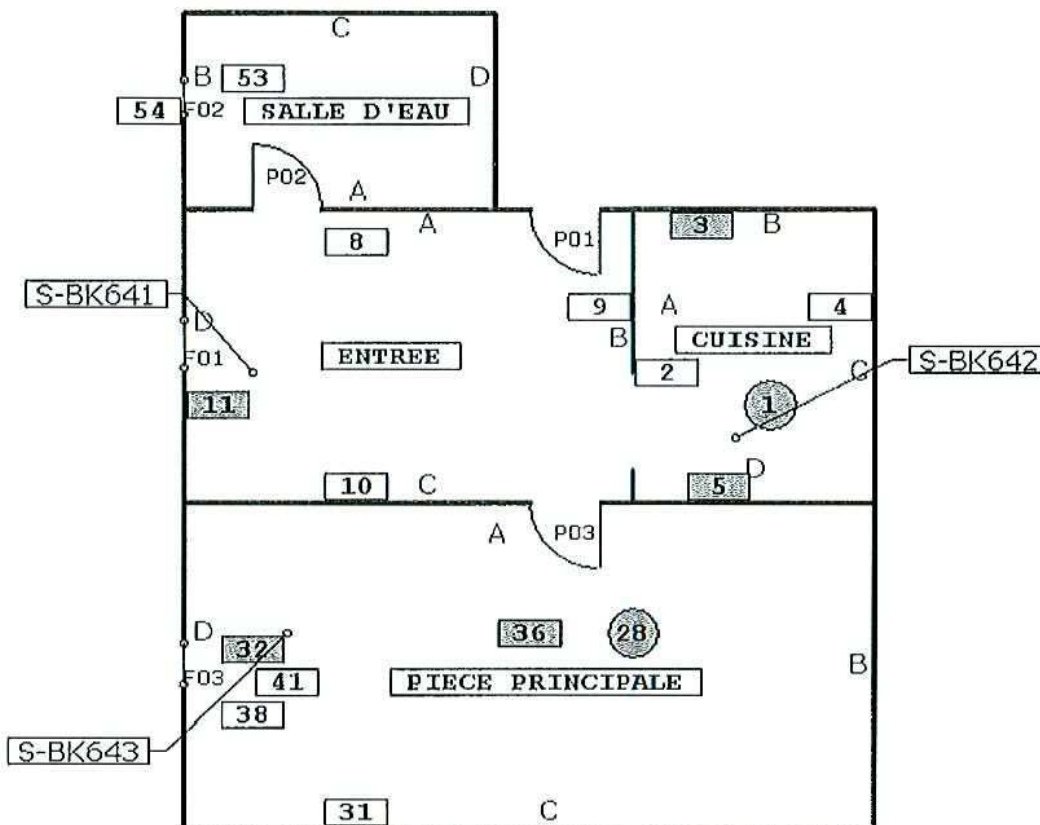 C
B 53 D
54 F02 SALLE D'EAU
P02
A
A 3 B
8 P01
S-BK641 9 A 4
D B CUISINE
F01 ENTREE 2 C S-BK642
11 1
D
10 C 5
A P03
D 32 36 28
F03 41 PIECE PRINCIPALE B
38
S-BK643
31 C